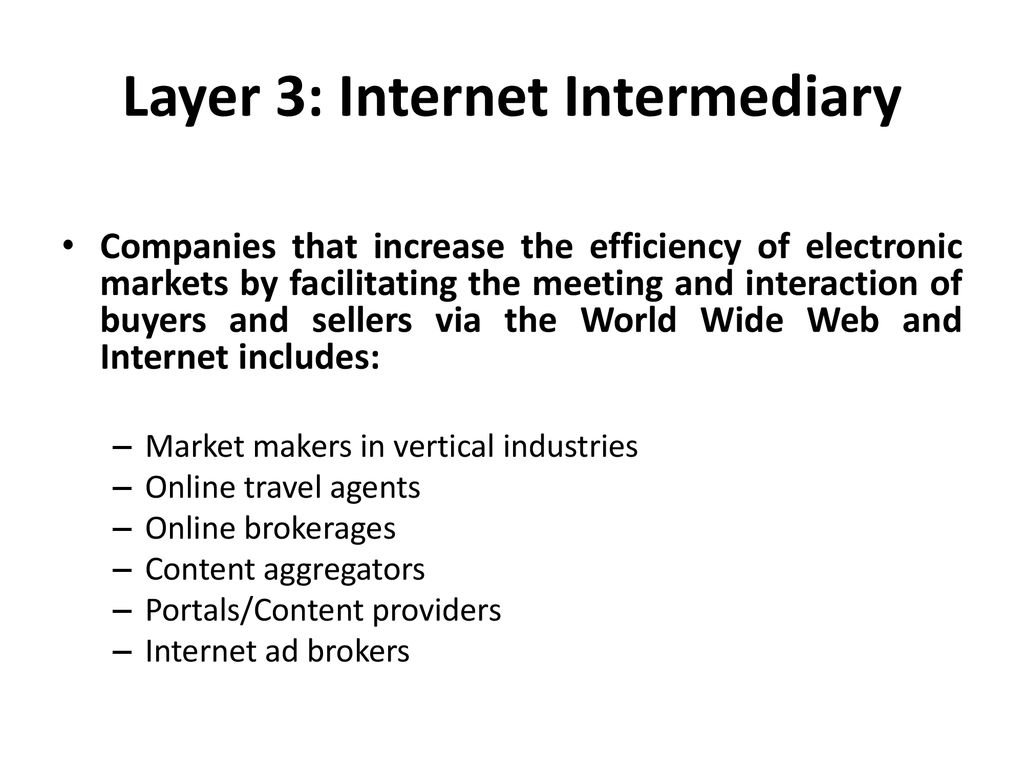 Layer 3: Internet Intermediary
• Companies that increase the efficiency of electronic
markets by facilitating the meeting and interaction of
buyers and sellers via the World Wide Web and
Internet includes:
– Market makers in vertical industries
– Online travel agents
– Online brokerages
– Content aggregators
– Portals/Content providers
– Internet ad brokers